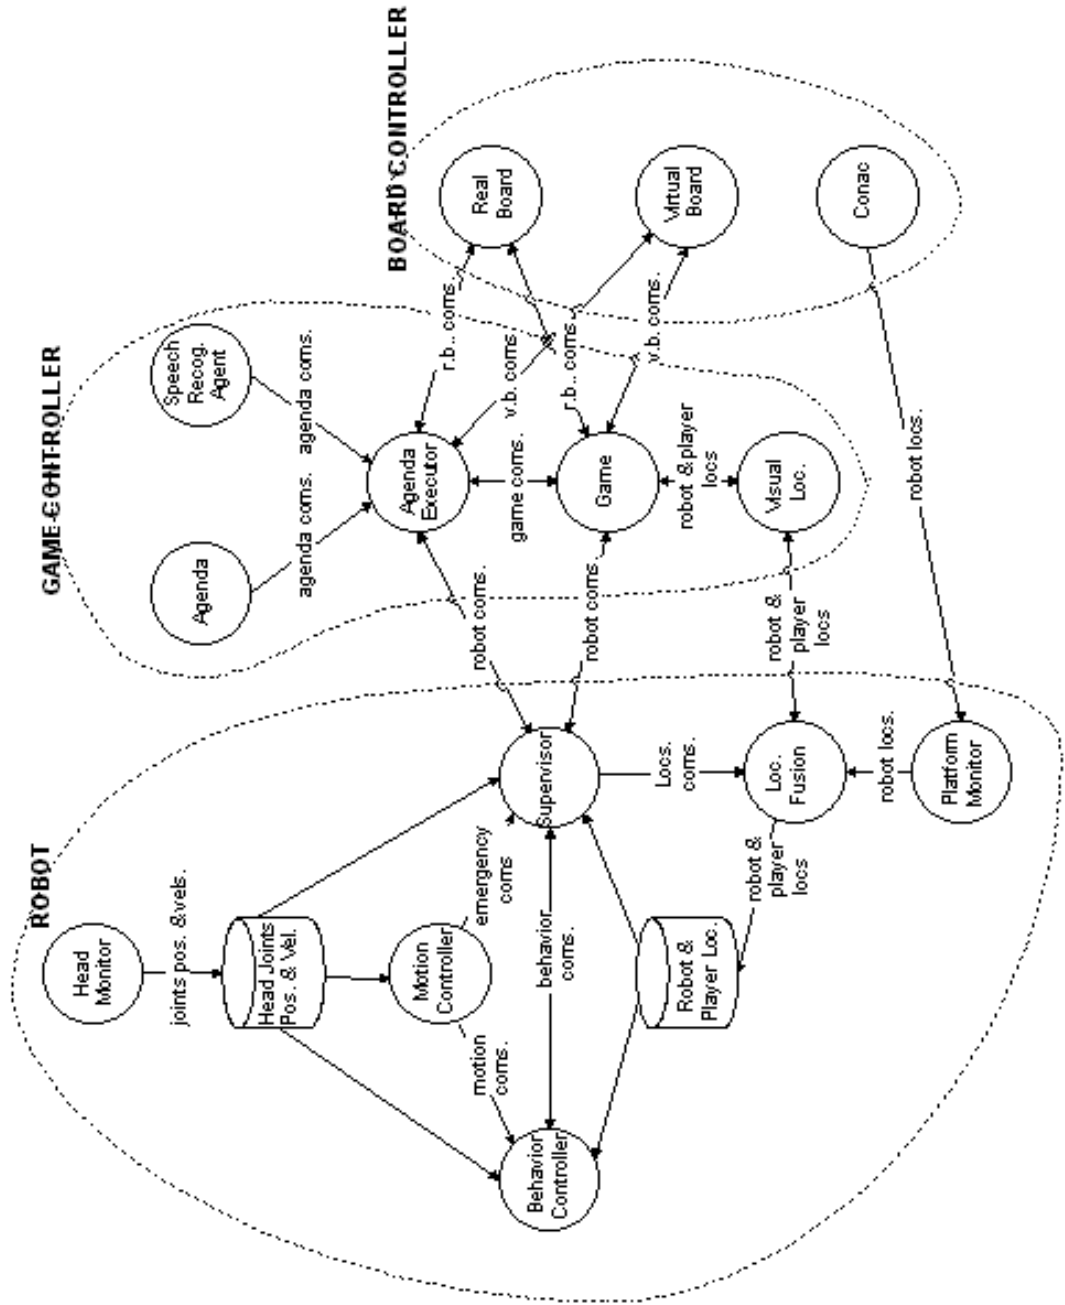 ROBOT
GAME CONTROLLER
BOARD CONTROLLER
Head
Monitor
joints pos. & vels.
Head Joints
Pos. & Vel.
Motion
Controller
emergency
coms
motion
coms.
Behavior
Controller
behavior
coms.
Supervisor
Robot &
Player Loc.
robot &
player
locs
Locs.
coms.
Loc.
Fusion
robot locs.
Platform
Monitor
robot coms.
robot coms.
robot &
player
locs
robot locs.
Agenda
agenda coms.
Speech
Recog.
Agent
agenda coms.
Agenda
Executor
game coms.
Game
robot &player
locs
Visual
Loc.
r.b.. coms.
v.b. coms
r.b.. coms.
v.b. coms.
Real
Board
Virtual
Board
Conac